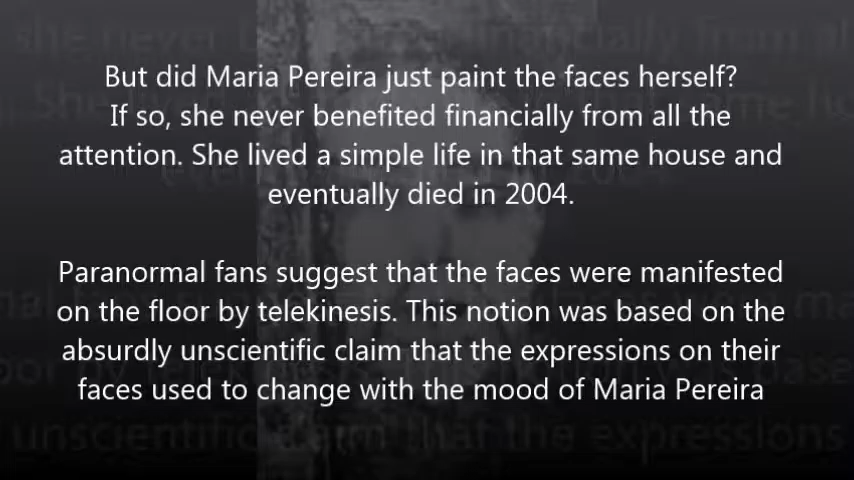 But did Maria Pereira just paint the faces herself?
If so, she never benefited financially from all the
attention. She lived a simple life in that same house and
eventually died in 2004.
Paranormal fans suggest that the faces were manifested
on the floor by telekinesis. This notion was based on the
absurdly unscientific claim that the expressions on their
faces used to change with the mood of Maria Pereira